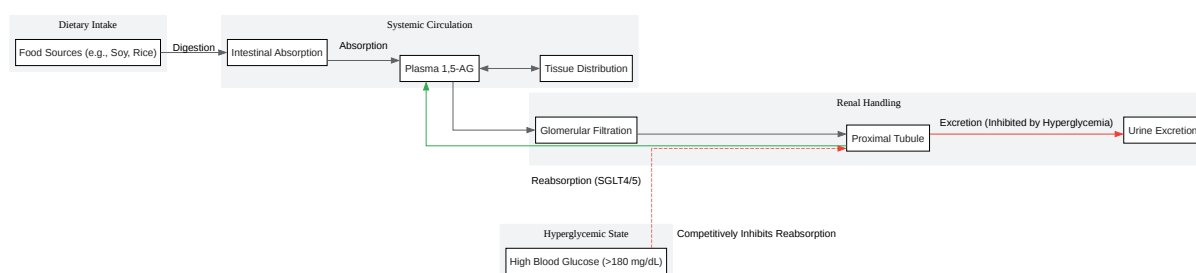 Dietary Intake
Food Sources (e.g., Soy, Rice)
Digestion
Systemic Circulation
Intestinal Absorption
Absorption
Plasma 1,5-AG
Tissue Distribution
Renal Handling
Glomerular Filtration
Proximal Tubule
Excretion (Inhibited by Hyperglycemia)
Urine Excretion
Reabsorption (SGLT4/5)
Hyperglycemic State
Competitively Inhibits Reabsorption
High Blood Glucose (>180 mg/dL)